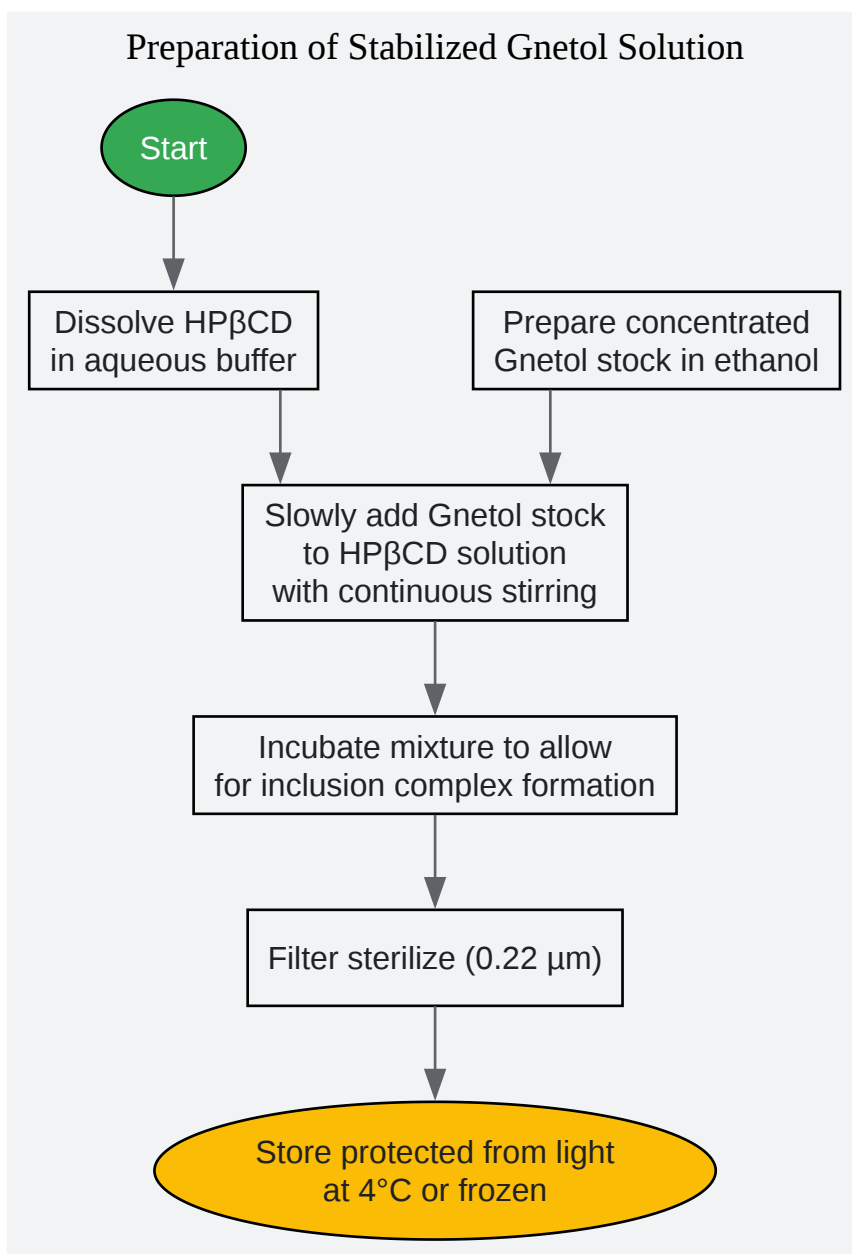 Preparation of Stabilized Gnetol Solution
Start
Dissolve HPβCD
in aqueous buffer
Prepare concentrated
Gnetol stock in ethanol
Slowly add Gnetol stock
to HPβCD solution
with continuous stirring
Incubate mixture to allow
for inclusion complex formation
Filter sterilize (0.22 µm)
Store protected from light
at 4°C or frozen